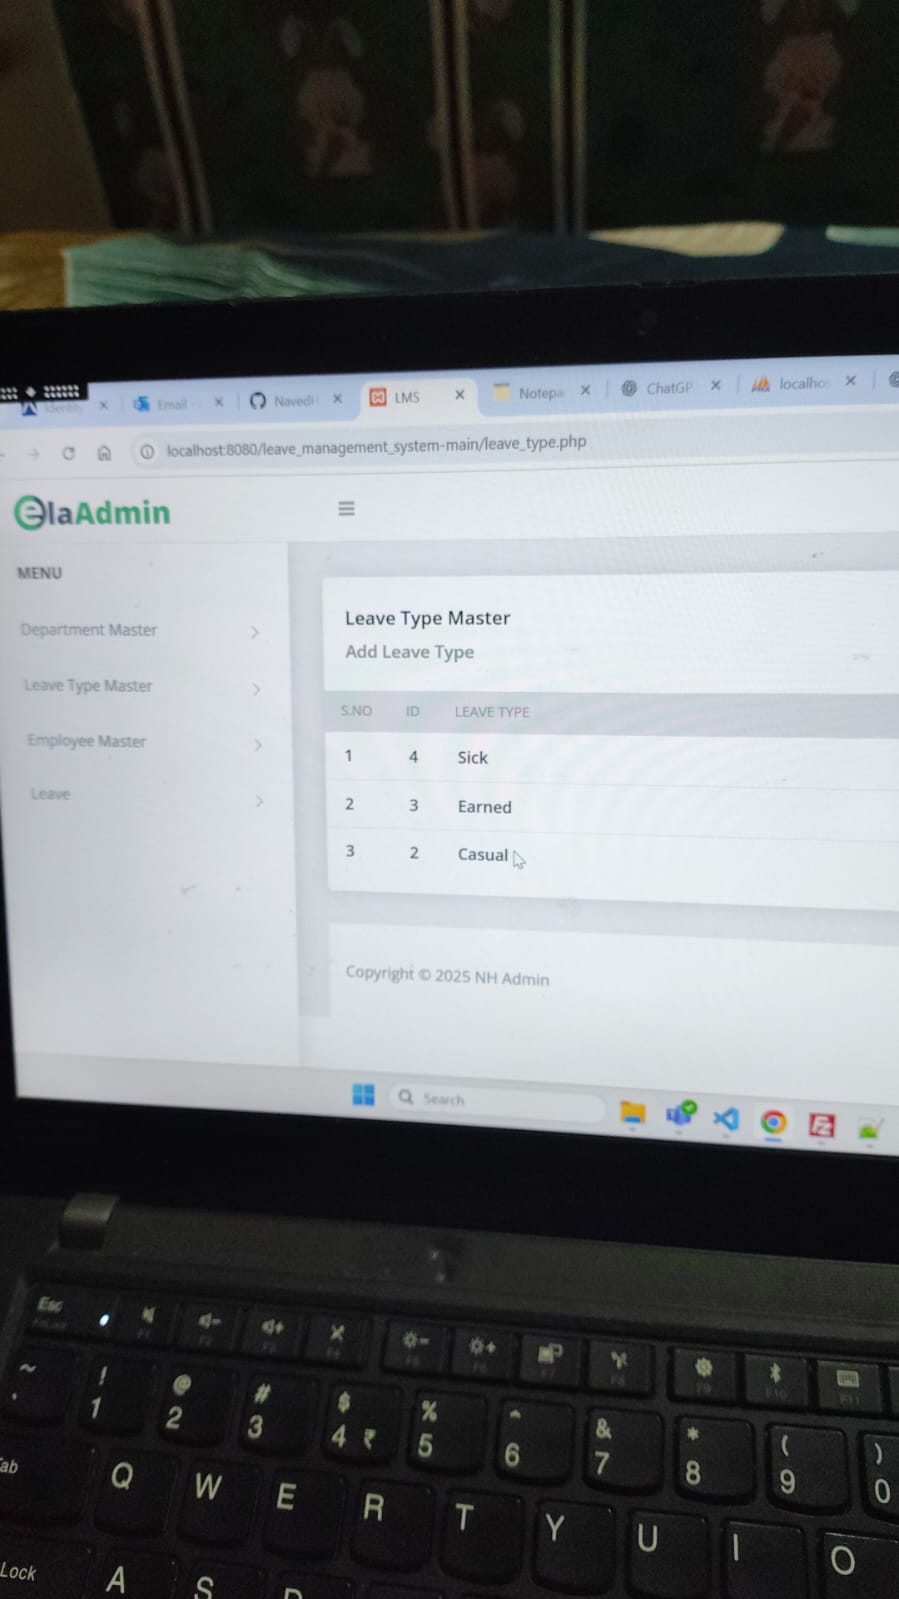 Email
NavedH
LMS
Notepa
ChatGP
localhos
localhost:8080/leave_management_system-main/leave_type.php
elaAdmin
MENU
Department Master
Leave Type Master
Employee Master
Leave
Leave Type Master
Add Leave Type
S.NO ID LEAVE TYPE
1 4 Sick
2 3 Earned
3 2 Casual
Copyright © 2025 NH Admin
Search
Esc
~ ! @ # $ % ^ & * ( )
1 2 3 4 ₹ 5 6 7 8 9 0
ab Q W E R T Y U I O
Lock A S D